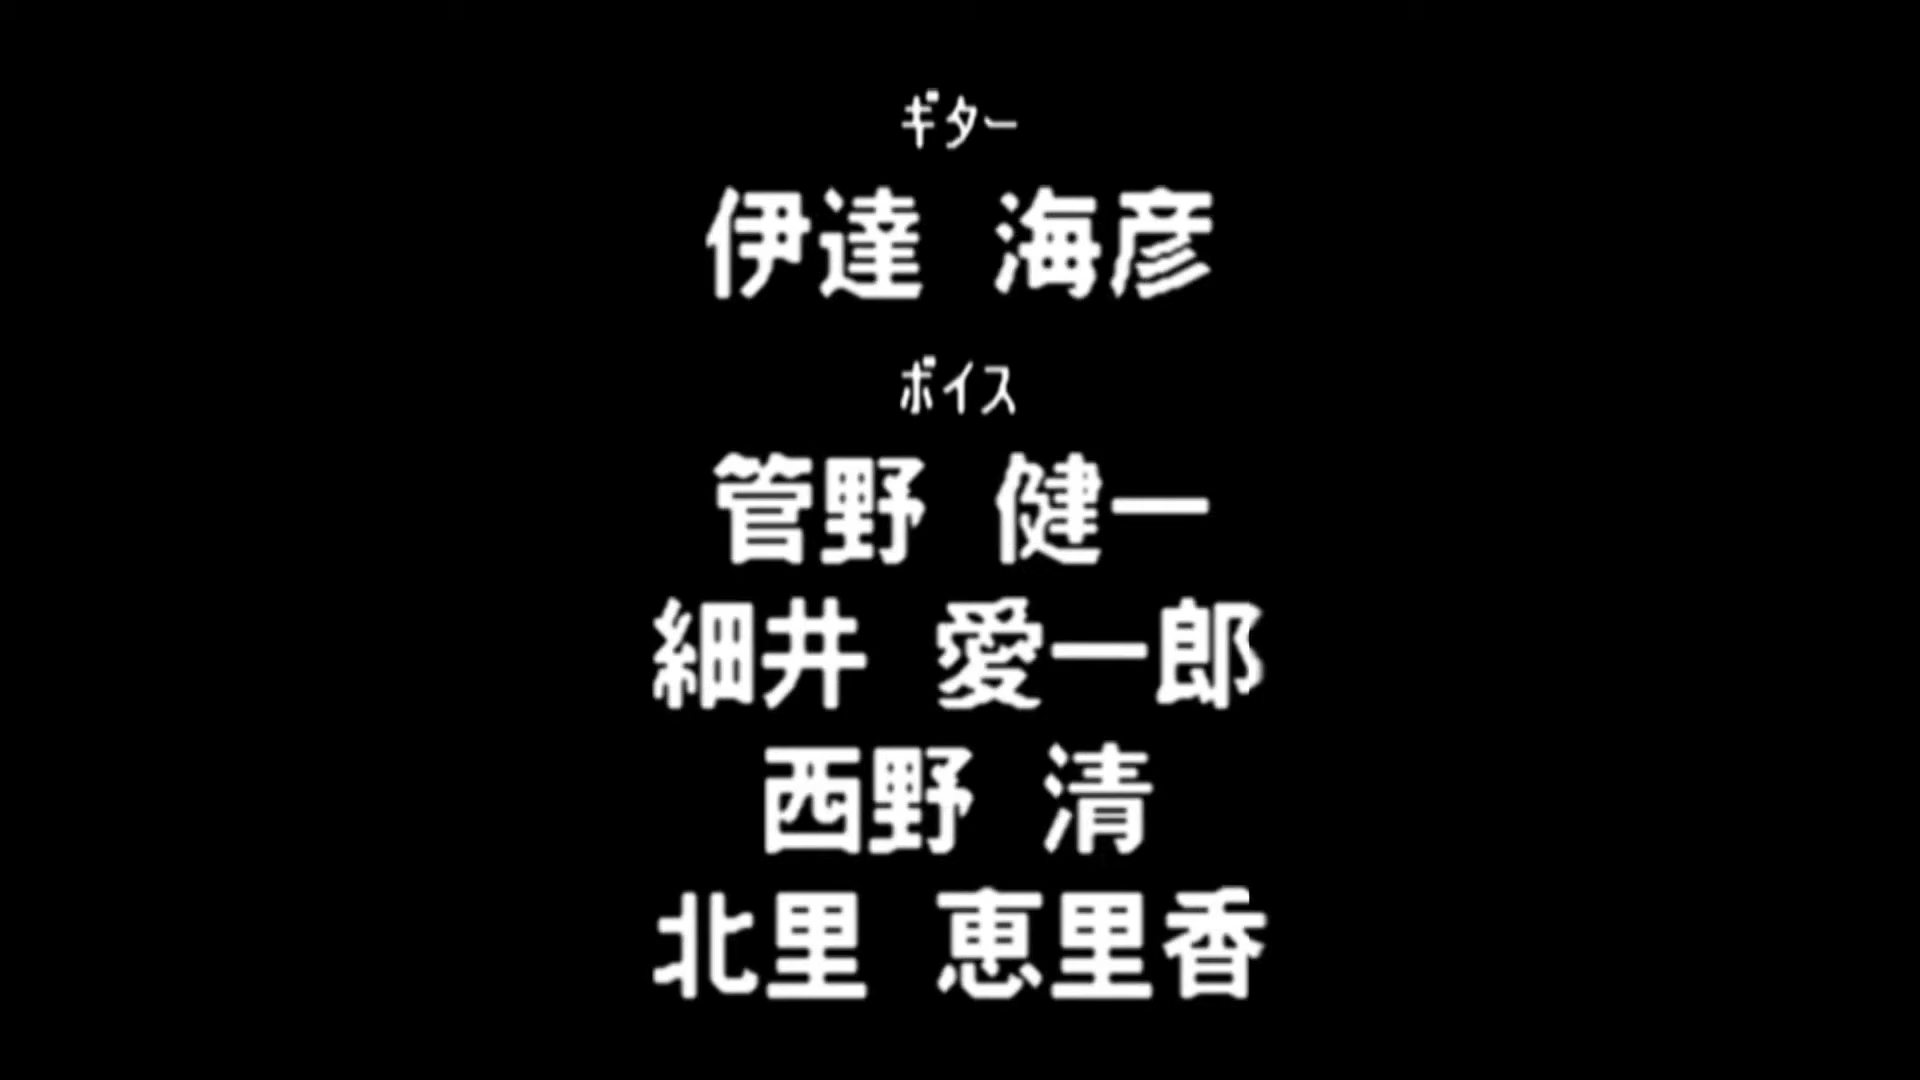 ギター
伊達 海彦
ボイス
管野 健一
細井 愛一郎
西野 清
北里 恵里香